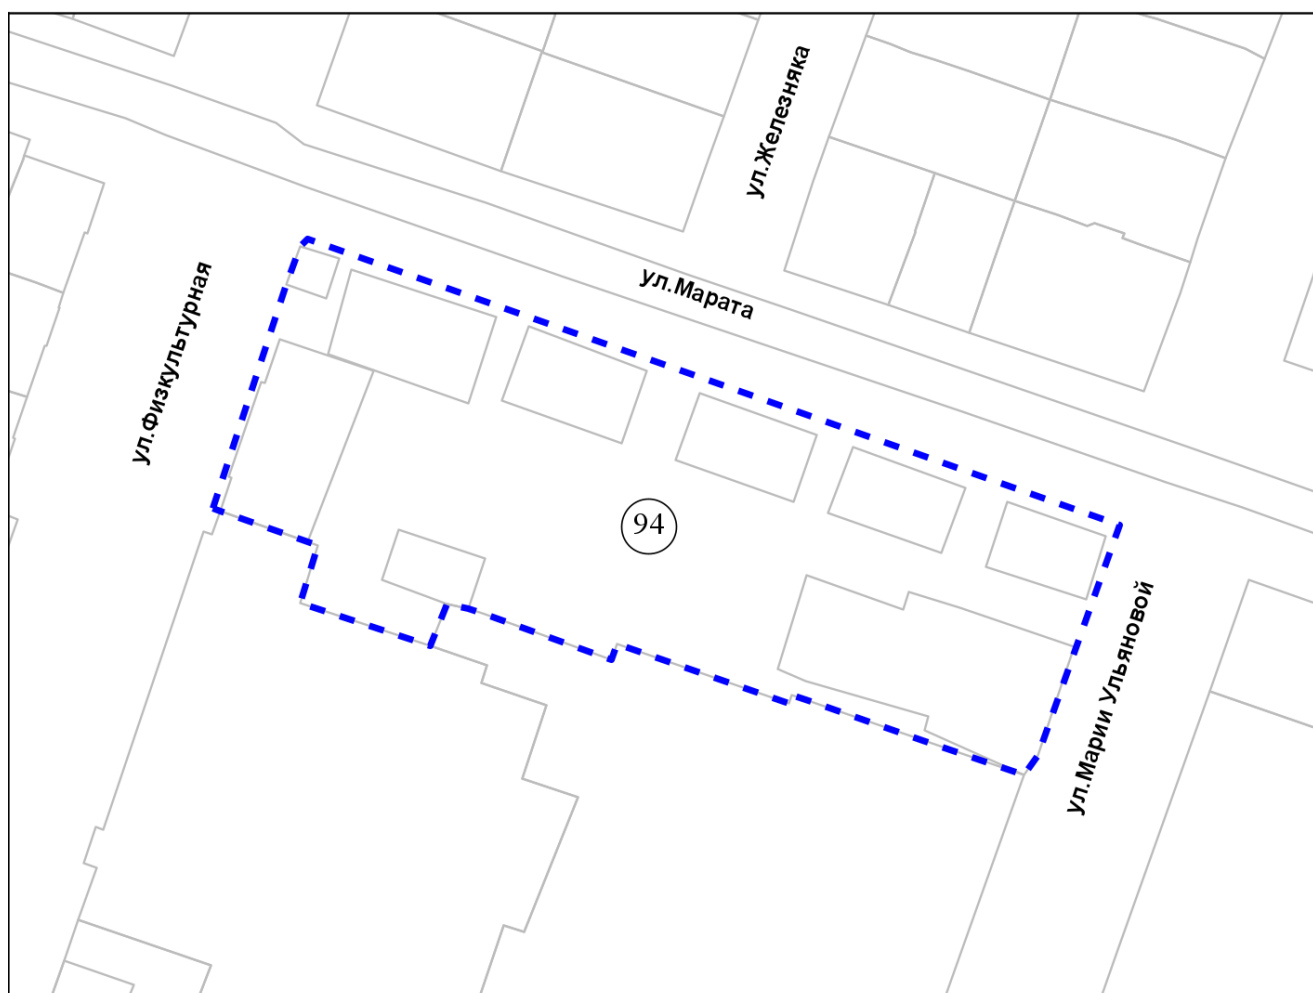 ул.Железняка
ул.Марата
ул.Физкультурная
94
ул.Марии Ульяновой